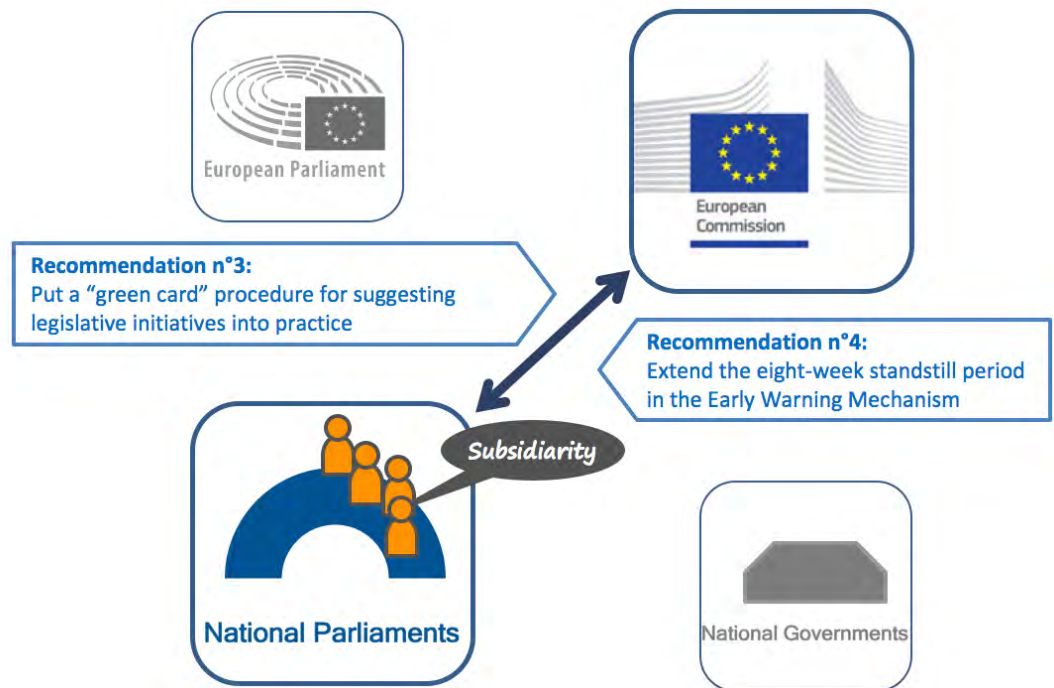 European Parliament
European
Commission
Recommendation n°3:
Put a “green card” procedure for suggesting
legislative initiatives into practice
Recommendation n°4:
Extend the eight-week standstill period
in the Early Warning Mechanism
Subsidiarity
National Parliaments
National Governments